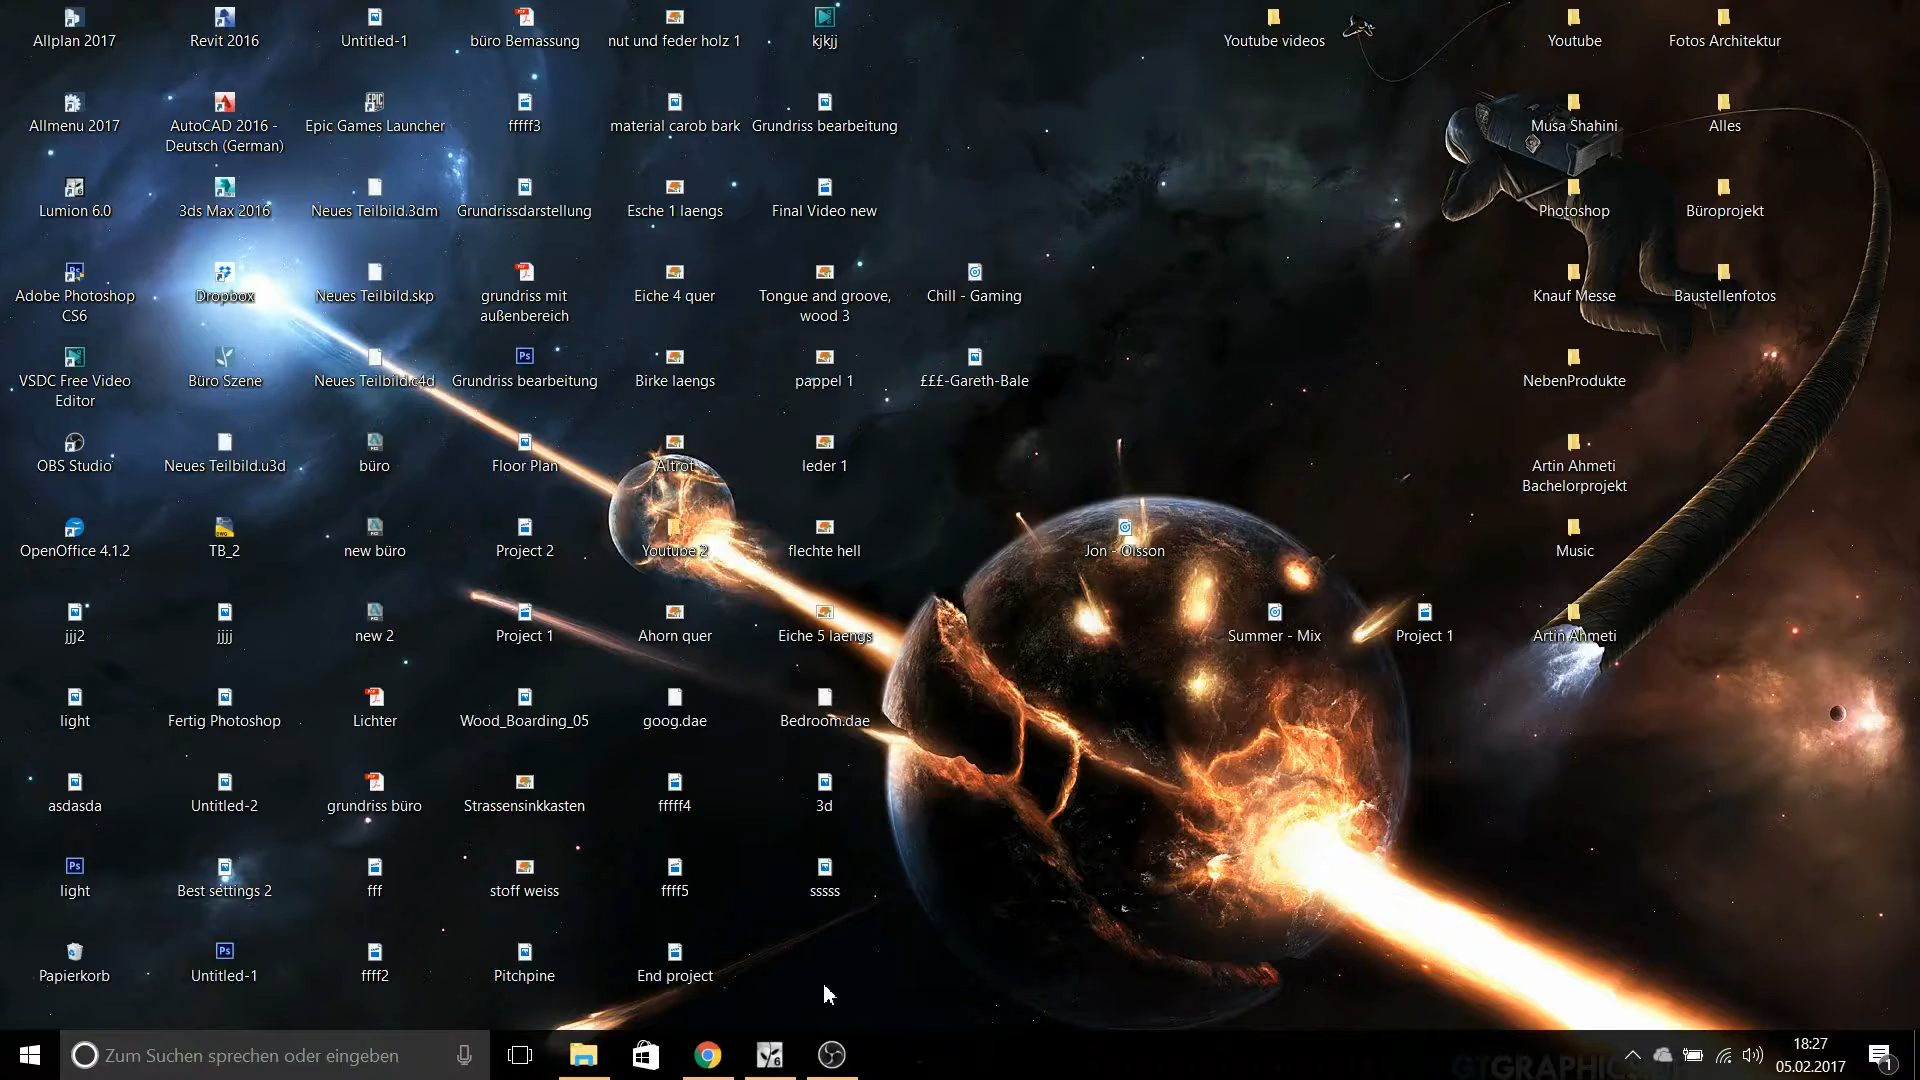 Allplan 2017
Revit 2016
Untitled-1
büro Bemassung
nut und feder holz 1
kjkjj
Youtube videos
Youtube
Fotos Architektur
Allmenu 2017
AutoCAD 2016 -
Deutsch (German)
Epic Games Launcher
fffff3
material carob bark
Grundriss bearbeitung
Musa Shahini
Alles
Lumion 6.0
3ds Max 2016
Neues Teilbild.3dm
Grundrissdarstellung
Esche 1 laengs
Final Video new
Photoshop
Büroprojekt
Adobe Photoshop
CS6
Dropbox
Neues Teilbild.skp
grundriss mit
außenbereich
Eiche 4 quer
Tongue and groove,
wood 3
Chill - Gaming
Knauf Messe
Baustellenfotos
VSDC Free Video
Editor
Büro Szene
Neues Teilbild.c4d
Grundriss bearbeitung
Birke laengs
pappel 1
£££-Gareth-Bale
NebenProdukte
OBS Studio
Neues Teilbild.u3d
büro
Floor Plan
Altrot
leder 1
Artin Ahmeti
Bachelorprojekt
OpenOffice 4.1.2
TB_2
new büro
Project 2
Youtube 2
flechte hell
Jon - Olsson
Music
jjj2
jjjj
new 2
Project 1
Ahorn quer
Eiche 5 laengs
Summer - Mix
Project 1
Artin Ahmeti
light
Fertig Photoshop
Lichter
Wood_Boarding_05
goog.dae
Bedroom.dae
asdasda
Untitled-2
grundriss büro
Strassensinkkasten
fffff4
3d
light
Best settings 2
fff
stoff weiss
ffff5
sssss
Papierkorb
Untitled-1
ffff2
Pitchpine
End project
Zum Suchen sprechen oder eingeben
18:27
05.02.2017
1